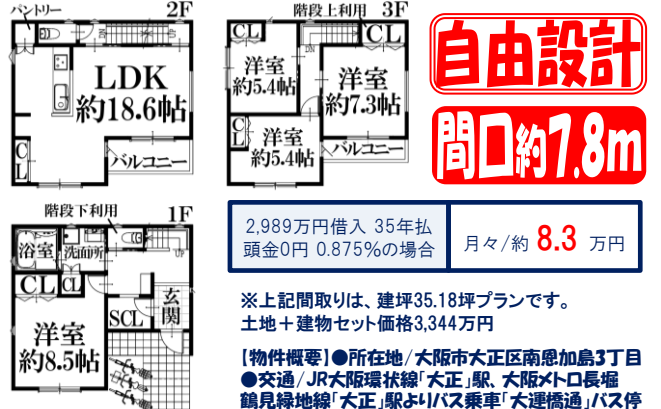 パントリー
2F
LDK
約18.6帖
CL
バルコニー
階段上利用
3F
CL
CL
洋室
約5.4帖
洋室
約7.3帖
CL
洋室
約5.4帖
バルコニー
自由設計
間口約7.8m
階段下利用
1F
浴室
洗面所
CL
CL
洋室
約8.5帖
SCL
玄関
2,989万円借入 35年払
頭金0円 0.875%の場合
月々/約 8.3 万円
※上記間取りは、建坪35.18坪プランです。
土地＋建物セット価格3,344万円
【物件概要】●所在地/大阪市大正区南恩加島3丁目
●交通/JR大阪環状線「大正」駅、大阪メトロ長堀
鶴見緑地線「大正」駅よりバス乗車「大運橋通」バス停